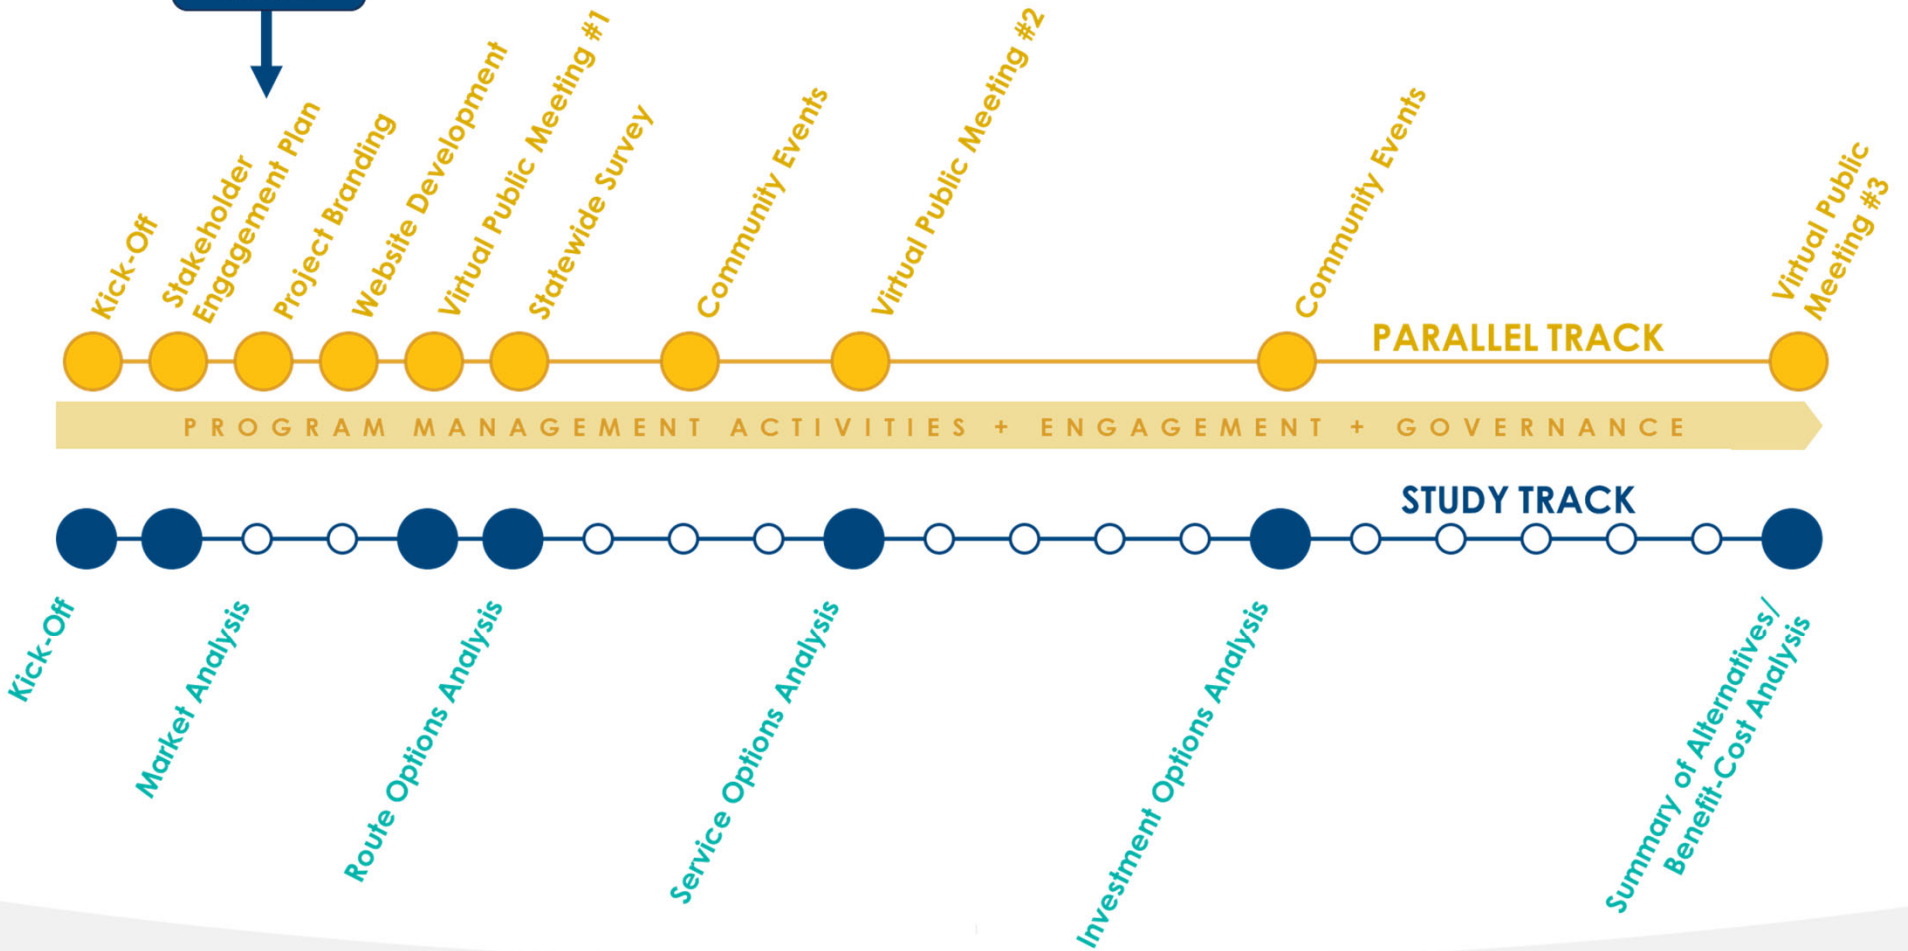 Kick-Off
Stakeholder
Engagement Plan
Project Branding
Website Development
Virtual Public Meeting #1
Statewide Survey
Community Events
Virtual Public Meeting #2
Community Events
Virtual Public
Meeting #3
PARALLEL TRACK
PROGRAM MANAGEMENT ACTIVITIES + ENGAGEMENT + GOVERNANCE
STUDY TRACK
Kick-Off
Market Analysis
Route Options Analysis
Service Options Analysis
Investment Options Analysis
Summary of Alternatives/
Benefit-Cost Analysis